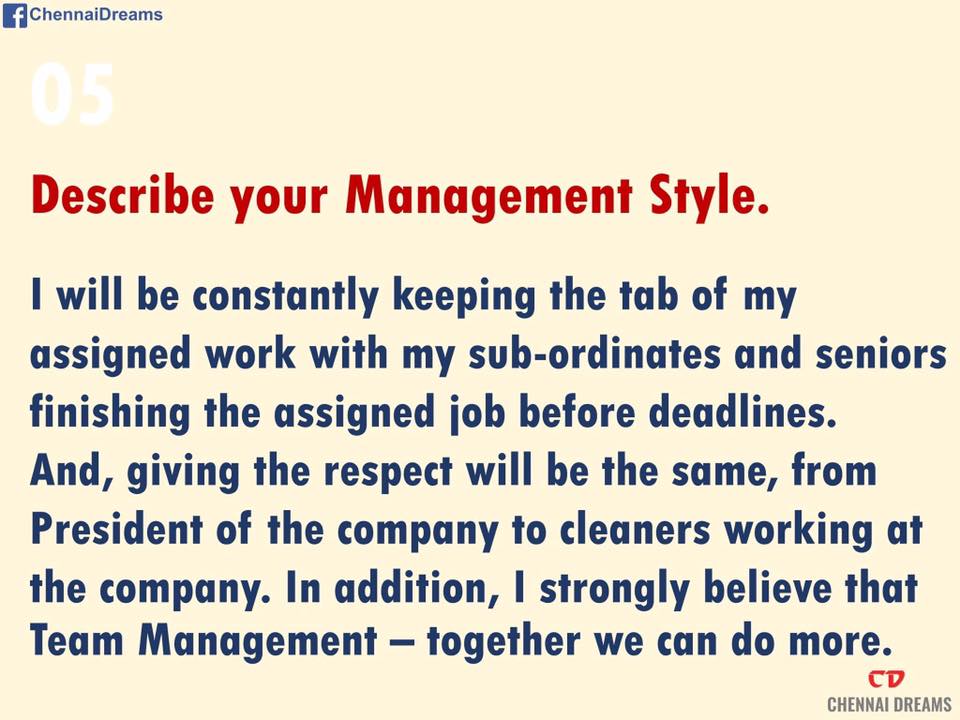 ChennaiDreams
05
Describe your Management Style.
I will be constantly keeping the tab of my
assigned work with my sub-ordinates and seniors
finishing the assigned job before deadlines.
And, giving the respect will be the same, from
President of the company to cleaners working at
the company. In addition, I strongly believe that
Team Management – together we can do more.
CD
CHENNAI DREAMS